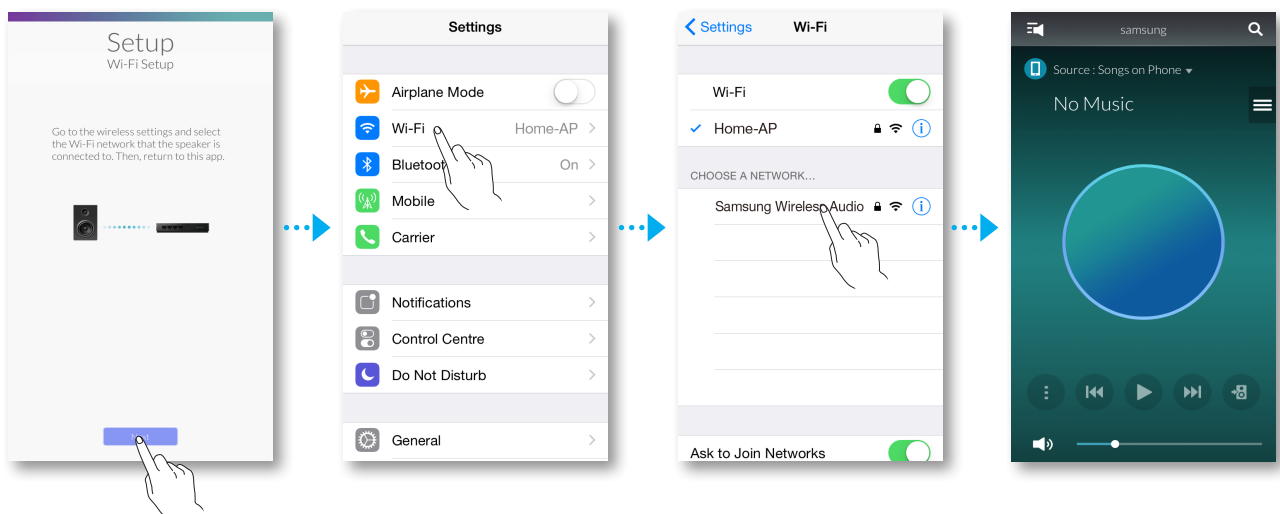 Setup
Wi-Fi Setup
Go to the wireless settings and select
the Wi-Fi network that the speaker is
connected to. Then, return to this app.
Settings
Airplane Mode
Wi-Fi Home-AP
On
Mobile
Carrier
Notifications
Control Centre
Do Not Disturb
General
Settings Wi-Fi
Wi-Fi
Home-AP
CHOOSE A NETWORK...
Samsung Wireless Audio
Ask to Join Networks
samsung
Source : Songs on Phone
No Music